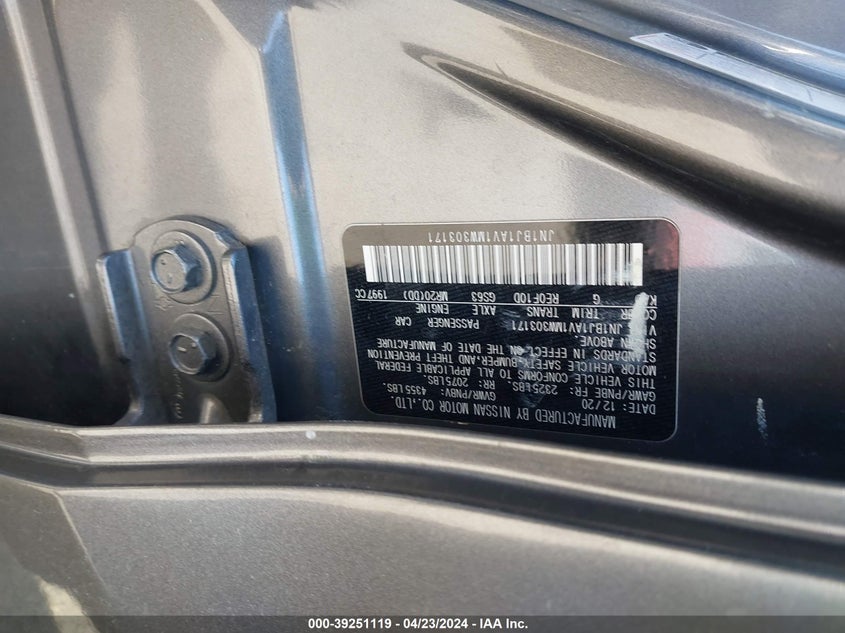 MANUFACTURED BY NISSAN MOTOR CO.,LTD.
DATE: 12/20 GVWR/PNBV: 4355 LBS.
GAWR/PNBE FR: 2325LBS. RR: 2075LBS.
THIS VEHICLE CONFORMS TO ALL APPLICABLE FEDERAL
MOTOR VEHICLE SAFETY, BUMPER, AND THEFT PREVENTION
STANDARDS IN EFFECT ON THE DATE OF MANUFACTURE
SHOWN ABOVE.
JN1BJ1AV1MW303171 PASSENGER CAR
TRIM TRANS AXLE ENGINE
G RE0F10D GS63 MR20(DD) 1997CC
JN1BJ1AV1MW303171
000-39251119 - 04/23/2024 - IAA Inc.